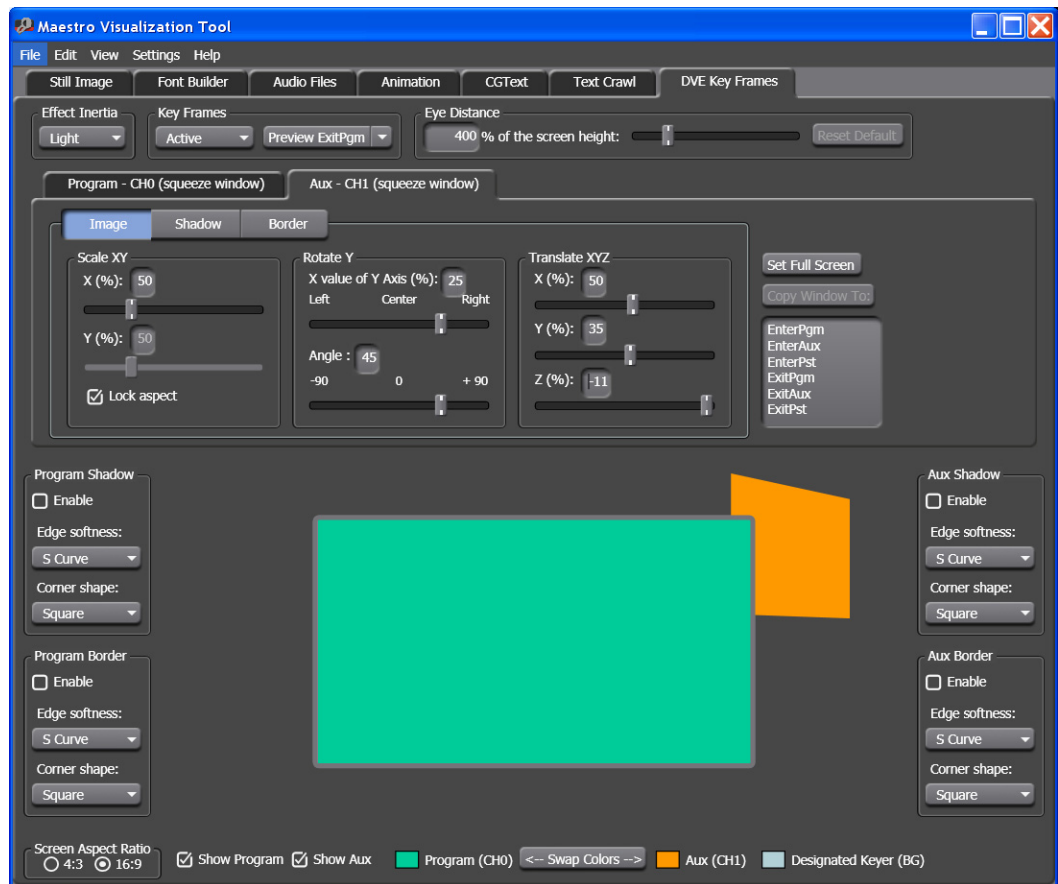 Maestro Visualization Tool
File Edit View Settings Help
Still Image Font Builder Audio Files Animation CGText Text Crawl DVE Key Frames
Effect Inertia Key Frames Eye Distance
Light Active Preview ExitPgm 400 % of the screen height: Reset Default
Program - CH0 (squeeze window) Aux - CH1 (squeeze window)
Image Shadow Border
Scale XY Rotate Y Translate XYZ
X (%): 50 X value of Y Axis (%): 25 X (%): 50 Set Full Screen
Left Center Right Copy Window To:
Y (%): 50 Y (%): 35 EnterPgm
EnterAux
Angle : 45 EnterPst
-90 0 + 90 Z (%): -11 ExitPgm
Lock aspect ExitAux
ExitPst
Program Shadow Aux Shadow
Enable Enable
Edge softness: Edge softness:
S Curve S Curve
Corner shape: Corner shape:
Square Square
Program Border Aux Border
Enable Enable
Edge softness: Edge softness:
S Curve S Curve
Corner shape: Corner shape:
Square Square
Screen Aspect Ratio
4:3 16:9 Show Program Show Aux Program (CH0) <-- Swap Colors --> Aux (CH1) Designated Keyer (BG)